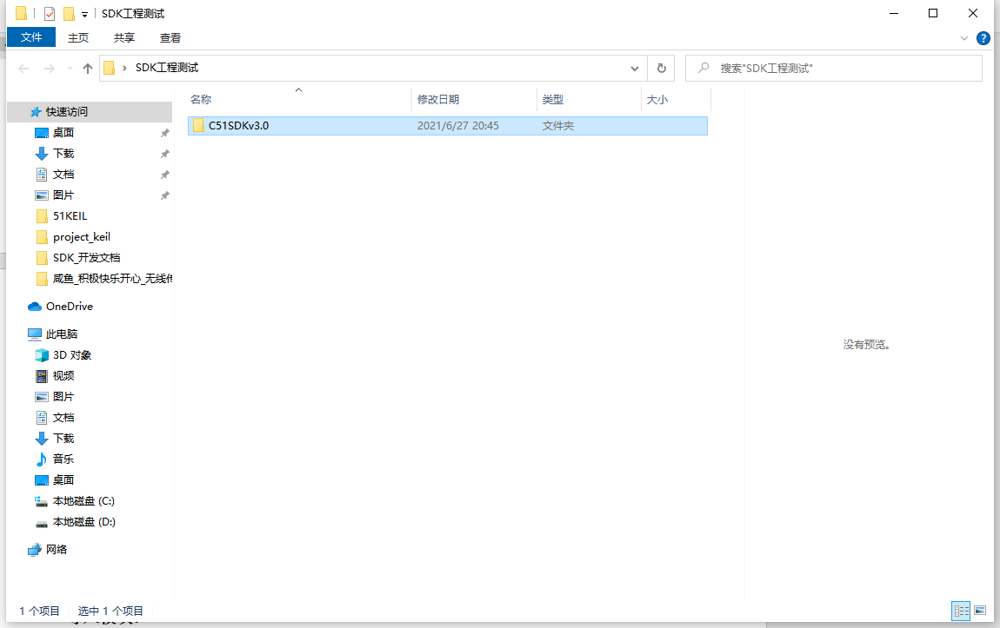 SDK工程测试
文件 主页 共享 查看
SDK工程测试 搜索"SDK工程测试"
名称 修改日期 类型 大小
C51SDKv3.0 2021/6/27 20:45 文件夹
快速访问
桌面
下载
文档
图片
51KEIL
project_keil
SDK_开发文档
咸鱼_积极快乐开心_无线传
OneDrive
此电脑
3D 对象
视频
图片
文档
下载
音乐
桌面
本地磁盘 (C:)
本地磁盘 (D:)
网络
没有预览。
1 个项目 选中 1 个项目